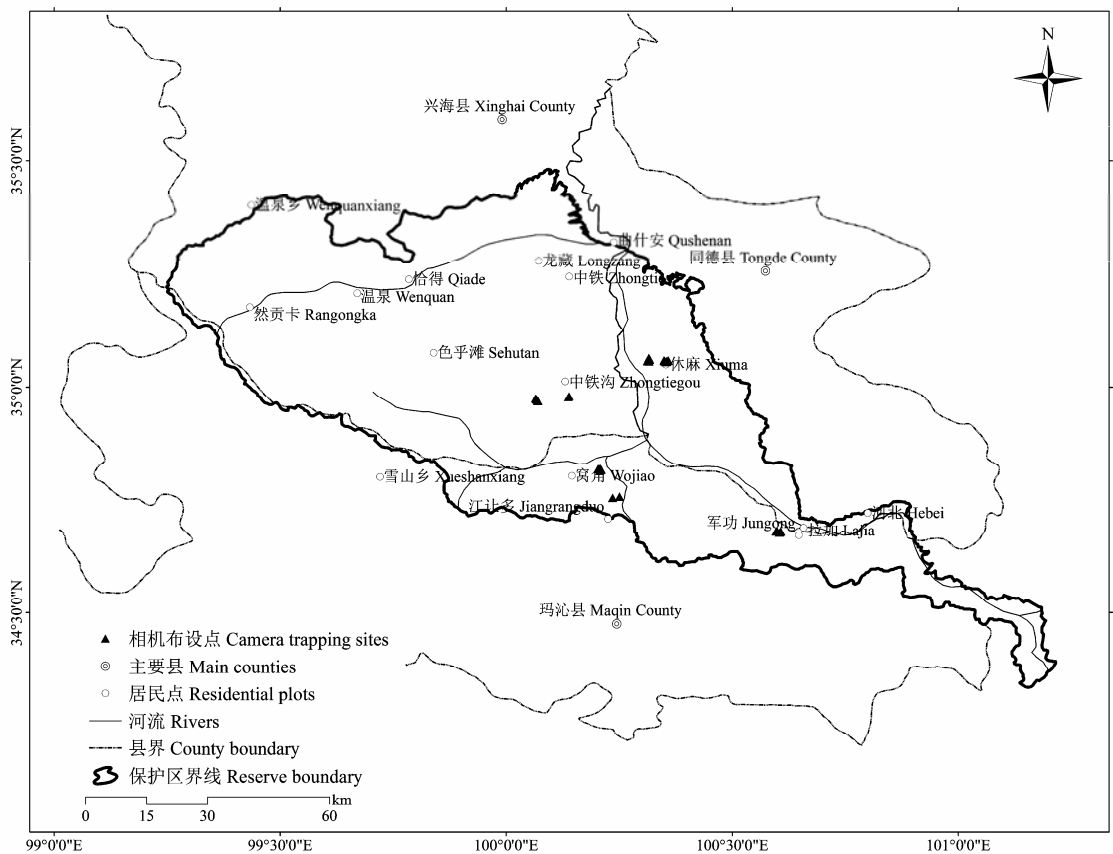 N
兴海县 Xinghai County
35°30'0"N
温泉乡 Wenquanxiang
曲什安 Qushenan
龙藏 Longzang
同德县 Tongde County
恰得 Qiade
中铁 Zhongtie
温泉 Wenquan
然贡卡 Rangongka
色乎滩 Sehutan
休麻 Xiuma
35°0'0"N
中铁沟 Zhongtiegou
雪山乡 Xueshanxiang
窝角 Wojiao
江让多 Jiangrangduo
军功 Jungong
河北 Hebei
拉加 Lajia
34°30'0"N
玛沁县 Maqin County
相机布设点 Camera trapping sites
主要县 Main counties
居民点 Residential plots
河流 Rivers
县界 County boundary
保护区界线 Reserve boundary
km
0 15 30 60
99°0'0"E 99°30'0"E 100°0'0"E 100°30'0"E 101°0'0"E